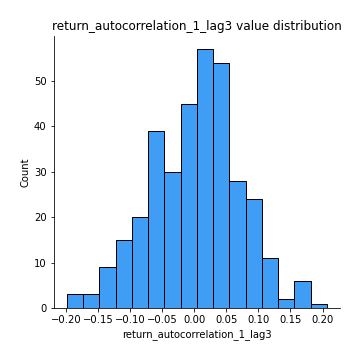 return_autocorrelation_1_lag3 value distribution
50
40
30
20
10
0
Count
−0.20 −0.15 −0.10 −0.05 0.00 0.05 0.10 0.15 0.20
return_autocorrelation_1_lag3